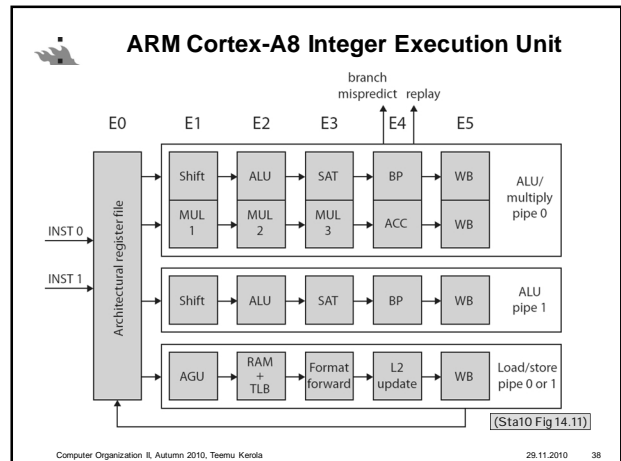 ARM Cortex-A8 Integer Execution Unit
branch
mispredict replay
E0 E1 E2 E3 E4 E5
INST 0
INST 1
Architectural register file
Shift ALU SAT BP WB
MUL 1 MUL 2 MUL 3 ACC WB
ALU/
multiply
pipe 0
Shift ALU SAT BP WB
ALU
pipe 1
AGU
RAM
+
TLB
Format
forward
L2
update
WB
Load/store
pipe 0 or 1
(Sta10 Fig 14.11)
Computer Organization II, Autumn 2010, Teemu Kerola 29.11.2010 38